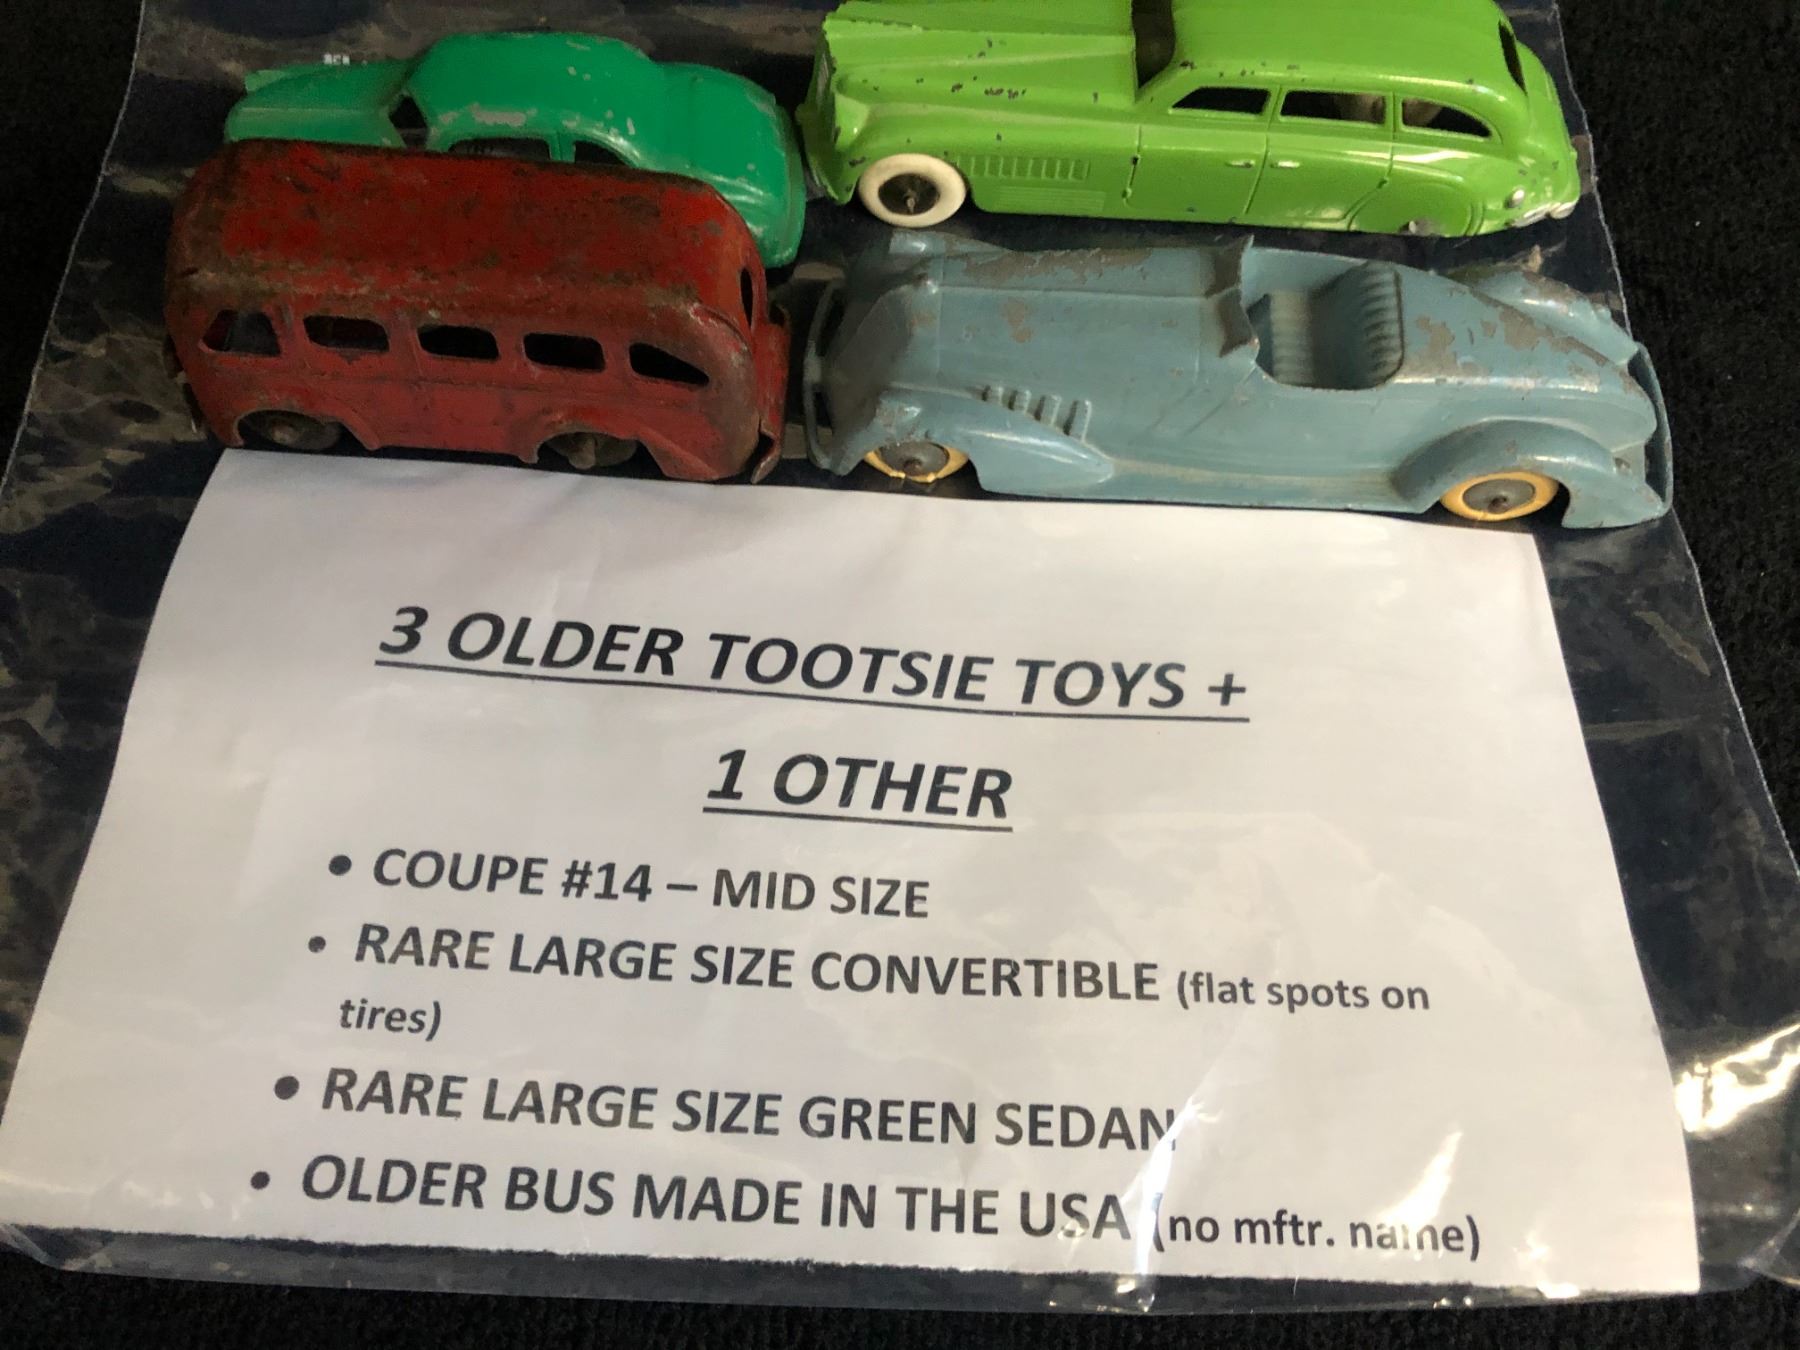 3 OLDER TOOTSIE TOYS +
1 OTHER
• COUPE #14 – MID SIZE
• RARE LARGE SIZE CONVERTIBLE (flat spots on
tires)
• RARE LARGE SIZE GREEN SEDAN
• OLDER BUS MADE IN THE USA (no mftr. name)